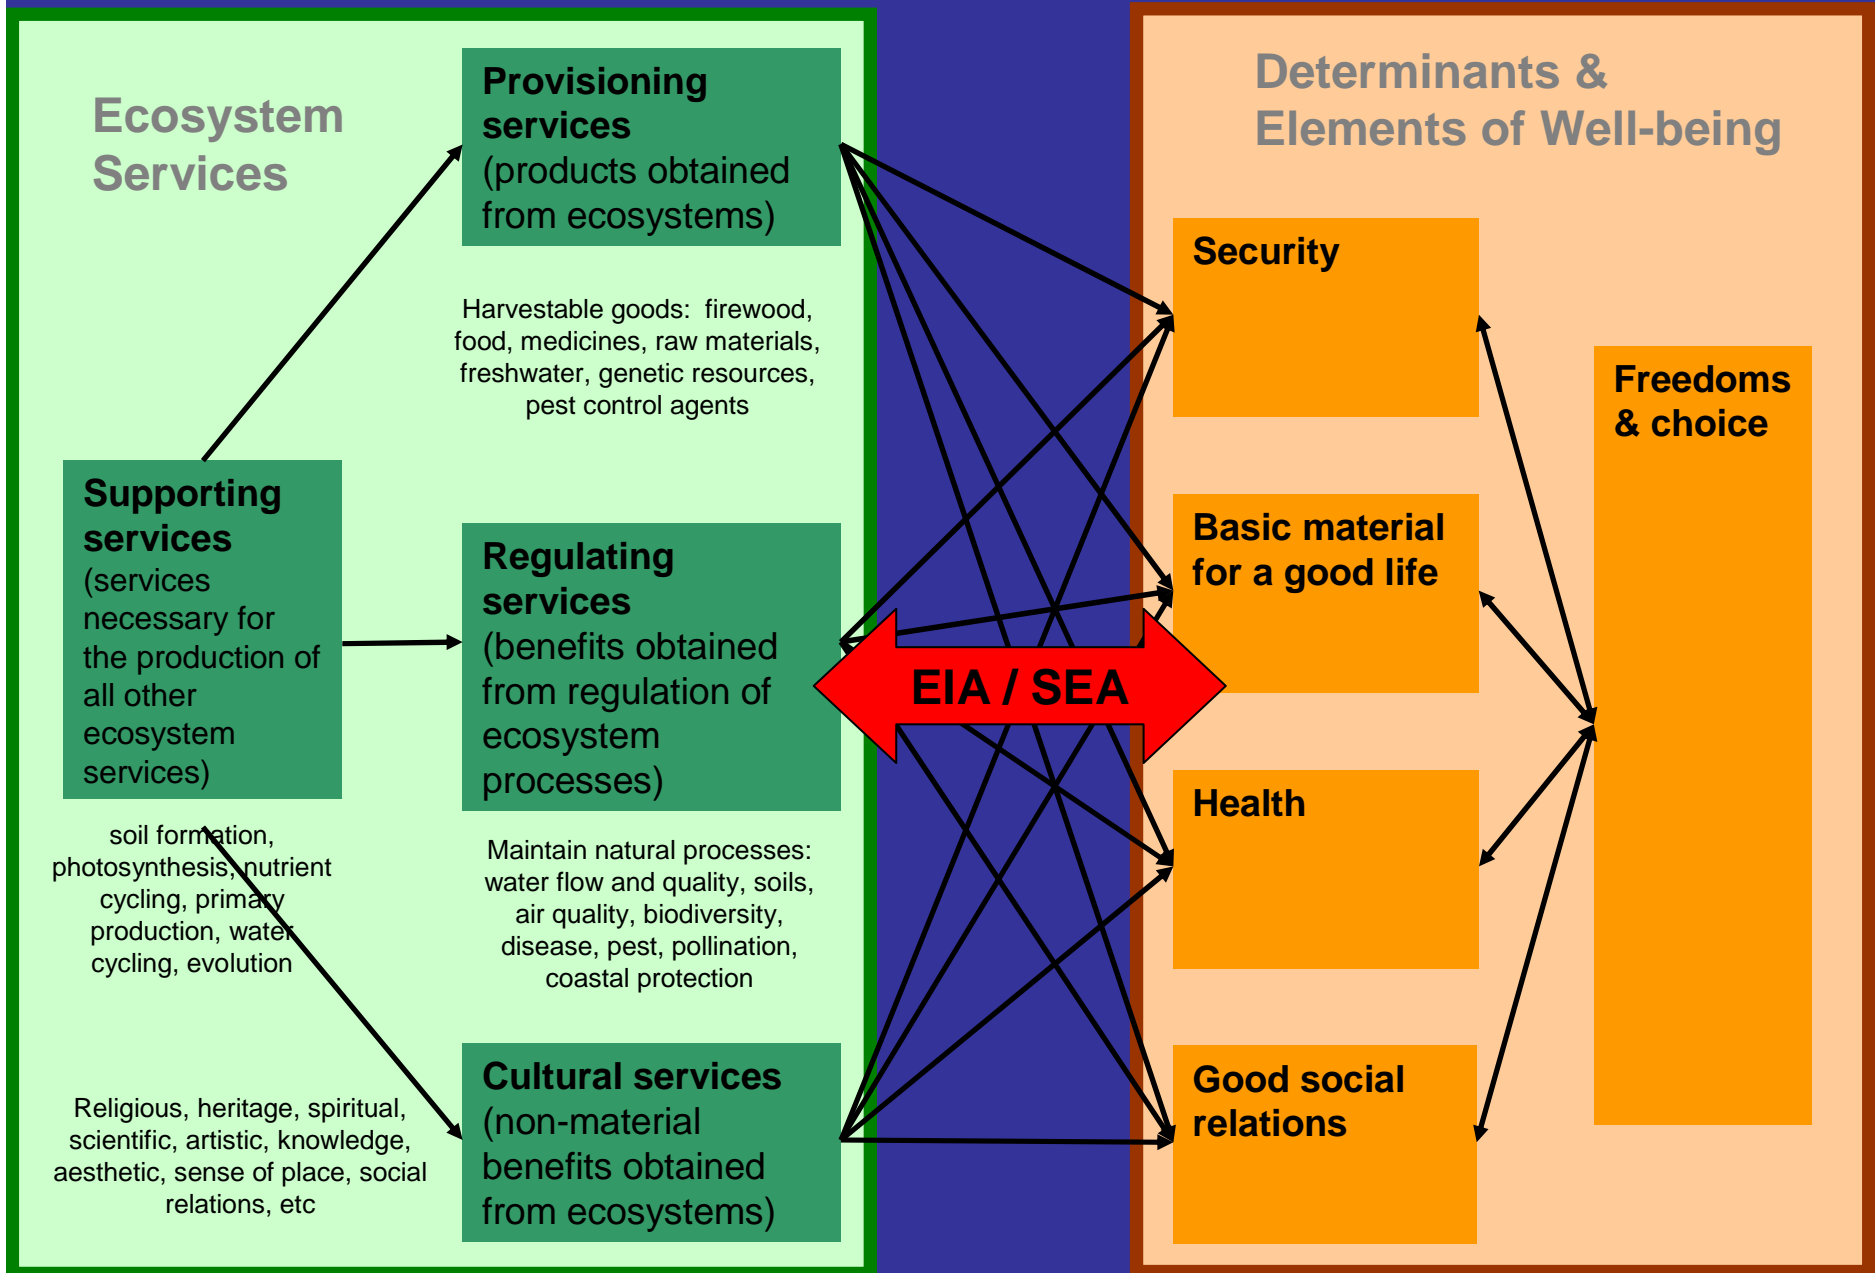 Ecosystem
Services
Provisioning
services
(products obtained
from ecosystems)
Harvestable goods:  firewood,
food, medicines, raw materials,
freshwater, genetic resources,
pest control agents
Supporting
services
(services
necessary for
the production of
all other
ecosystem
services)
soil formation,
photosynthesis, nutrient
cycling, primary
production, water
cycling, evolution
Regulating
services
(benefits obtained
from regulation of
ecosystem
processes)
Maintain natural processes:
water flow and quality, soils,
air quality, biodiversity,
disease, pest, pollination,
coastal protection
Religious, heritage, spiritual,
scientific, artistic, knowledge,
aesthetic, sense of place, social
relations, etc
Cultural services
(non-material
benefits obtained
from ecosystems)
EIA / SEA
Determinants &
Elements of Well-being
Security
Basic material
for a good life
Health
Good social
relations
Freedoms
& choice